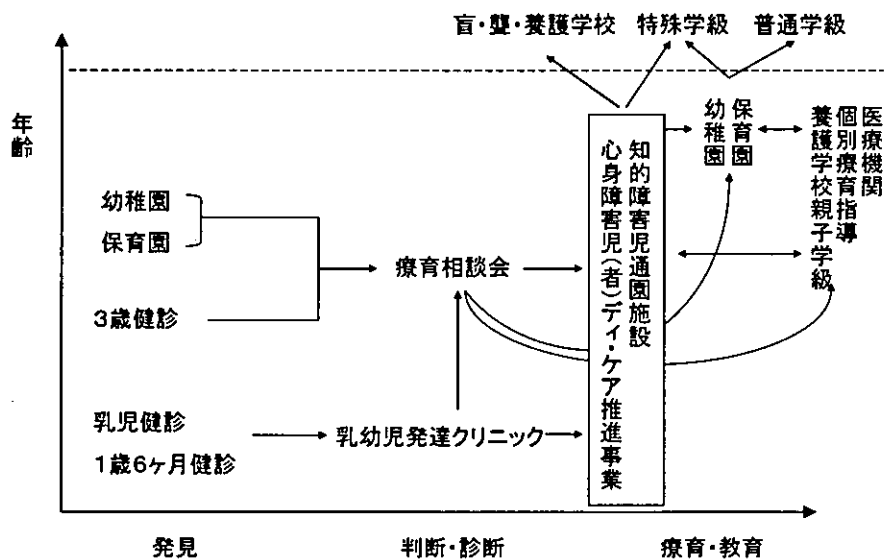 盲・聾・養護学校 特殊学級 普通学級
年齢
幼稚園
保育園
3歳健診
乳児健診
1歳6ヶ月健診
療育相談会
乳幼児発達クリニック
知的障害児通園施設
心身障害児(者)デイ・ケア推進事業
保育園
幼稚園
医療機関
個別療育指導
養護学校親子学級
発見 判断・診断 療育・教育